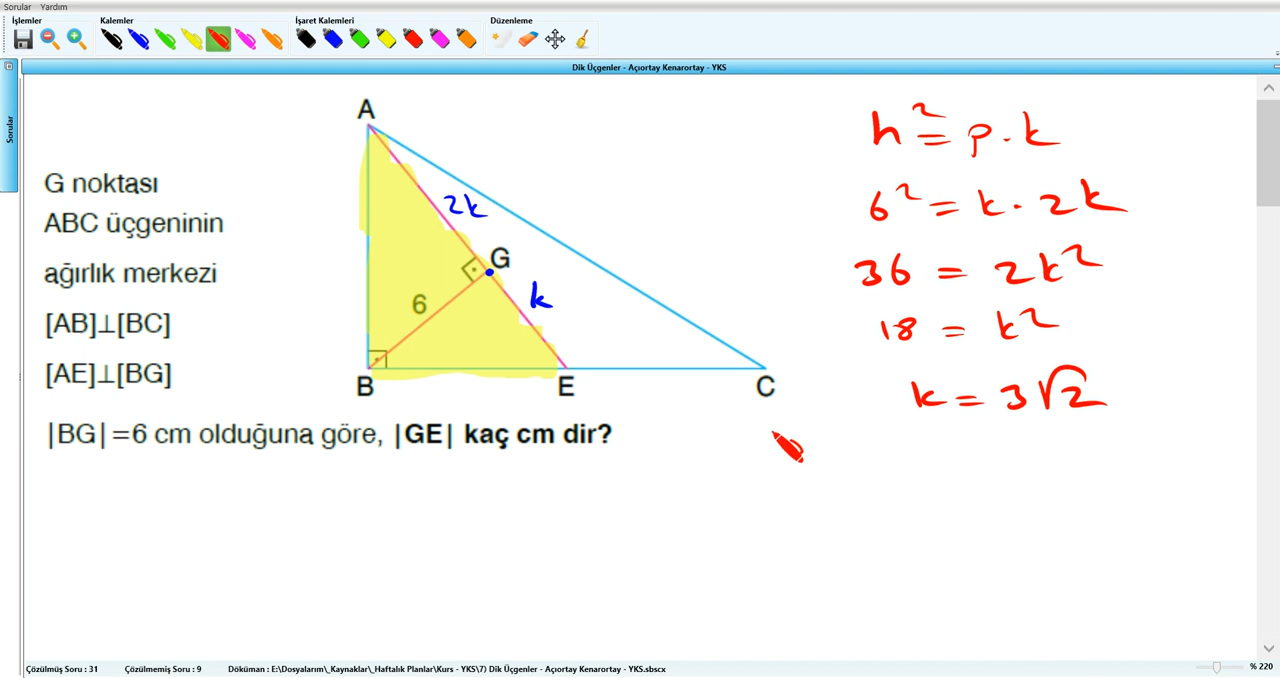 Sorular Yardım
İşlemler Kalemler İşaret Kalemleri Düzenleme
Dik Üçgenler - Açıortay Kenarortay - YKS
Sorular
G noktası
ABC üçgeninin
ağırlık merkezi
[AB]⊥[BC]
[AE]⊥[BG]
|BG|=6 cm olduğuna göre, |GE| kaç cm dir?
A
2k
G
k
6
B E C
h² = p . k
6² = k . 2k
36 = 2k²
18 = k²
k = 3√2
Çözülmüş Soru : 31 Çözülmemiş Soru : 9 Döküman : E:\Dosyalarım\_Kaynaklar\_Haftalık Planlar\Kurs - YKS\7) Dik Üçgenler - Açıortay Kenarortay - YKS.sbscx % 220